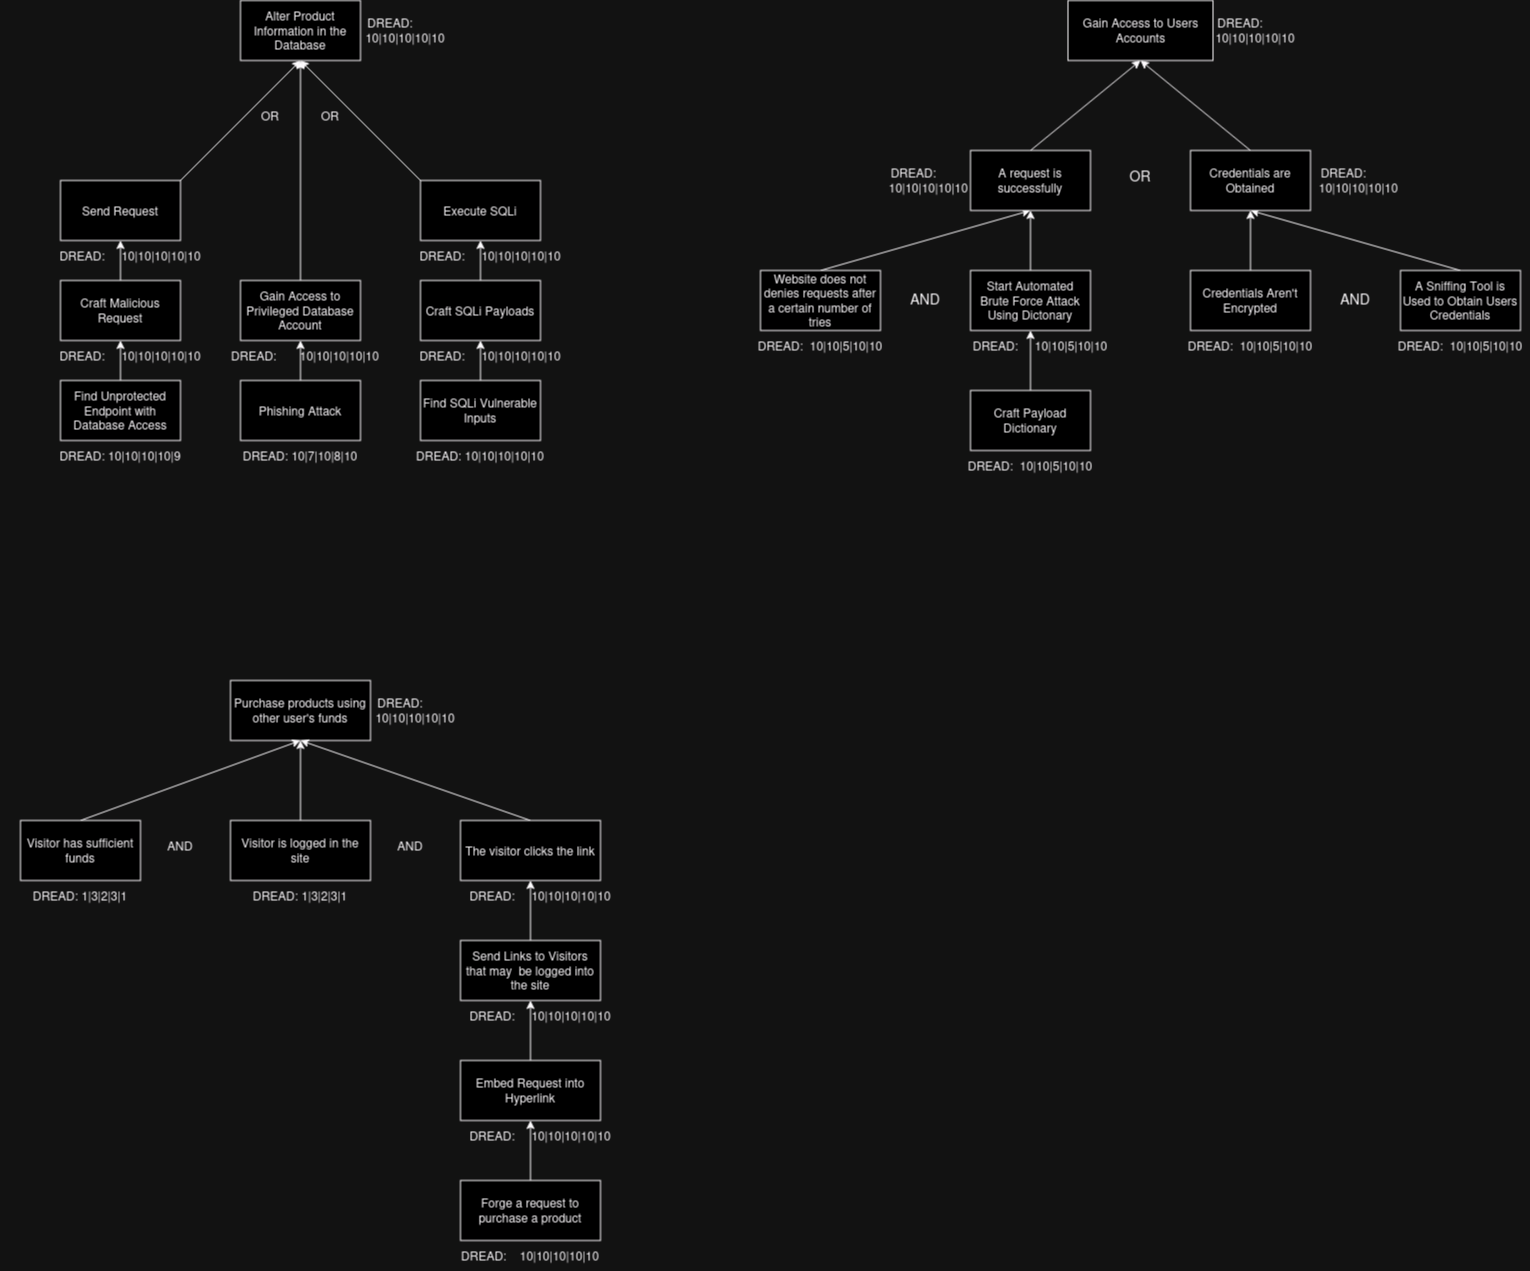 Alter Product
Information in the
Database
DREAD:
10|10|10|10|10
OR
OR
Send Request
DREAD: 10|10|10|10|10
Craft Malicious
Request
DREAD: 10|10|10|10|10
Find Unprotected
Endpoint with
Database Access
DREAD: 10|10|10|10|9
Gain Access to
Privileged Database
Account
DREAD: 10|10|10|10|10
Phishing Attack
DREAD: 10|7|10|8|10
Execute SQLi
DREAD: 10|10|10|10|10
Craft SQLi Payloads
DREAD: 10|10|10|10|10
Find SQLi Vulnerable
Inputs
DREAD: 10|10|10|10|10
Gain Access to Users
Accounts
DREAD:
10|10|10|10|10
DREAD:
10|10|10|10|10
A request is
successfully
OR
Credentials are
Obtained
DREAD:
10|10|10|10|10
Website does not
denies requests after
a certain number of
tries
DREAD: 10|10|5|10|10
AND
Start Automated
Brute Force Attack
Using Dictonary
DREAD: 10|10|5|10|10
Craft Payload
Dictionary
DREAD: 10|10|5|10|10
Credentials Aren't
Encrypted
DREAD: 10|10|5|10|10
AND
A Sniffing Tool is
Used to Obtain Users
Credentials
DREAD: 10|10|5|10|10
Purchase products using
other user's funds
DREAD:
10|10|10|10|10
Visitor has sufficient
funds
DREAD: 1|3|2|3|1
AND
Visitor is logged in the
site
DREAD: 1|3|2|3|1
AND
The visitor clicks the link
DREAD: 10|10|10|10|10
Send Links to Visitors
that may be logged into
the site
DREAD: 10|10|10|10|10
Embed Request into
Hyperlink
DREAD: 10|10|10|10|10
Forge a request to
purchase a product
DREAD: 10|10|10|10|10